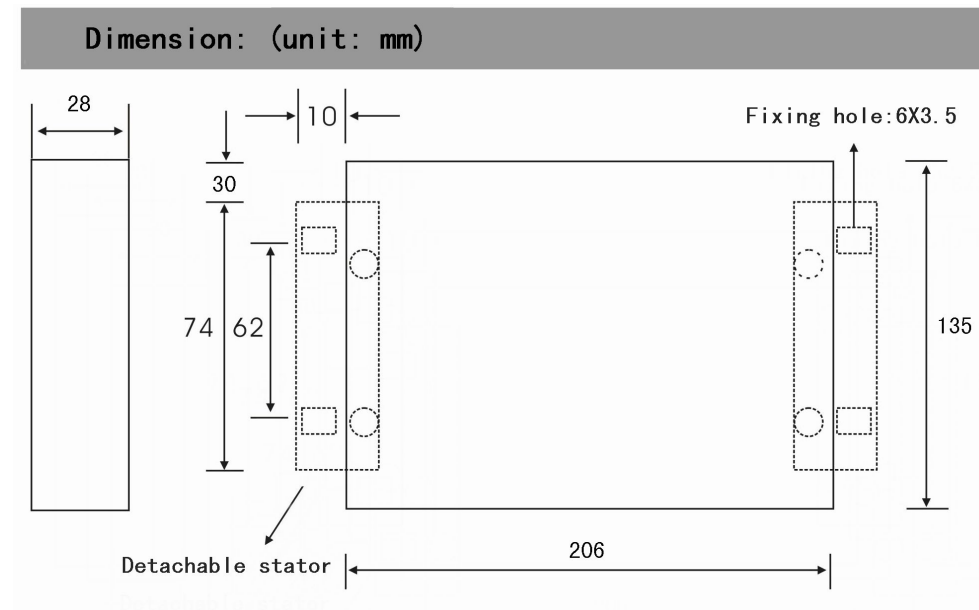 Dimension: (unit: mm)
28
10
Fixing hole:6X3.5
30
74
62
135
206
Detachable stator